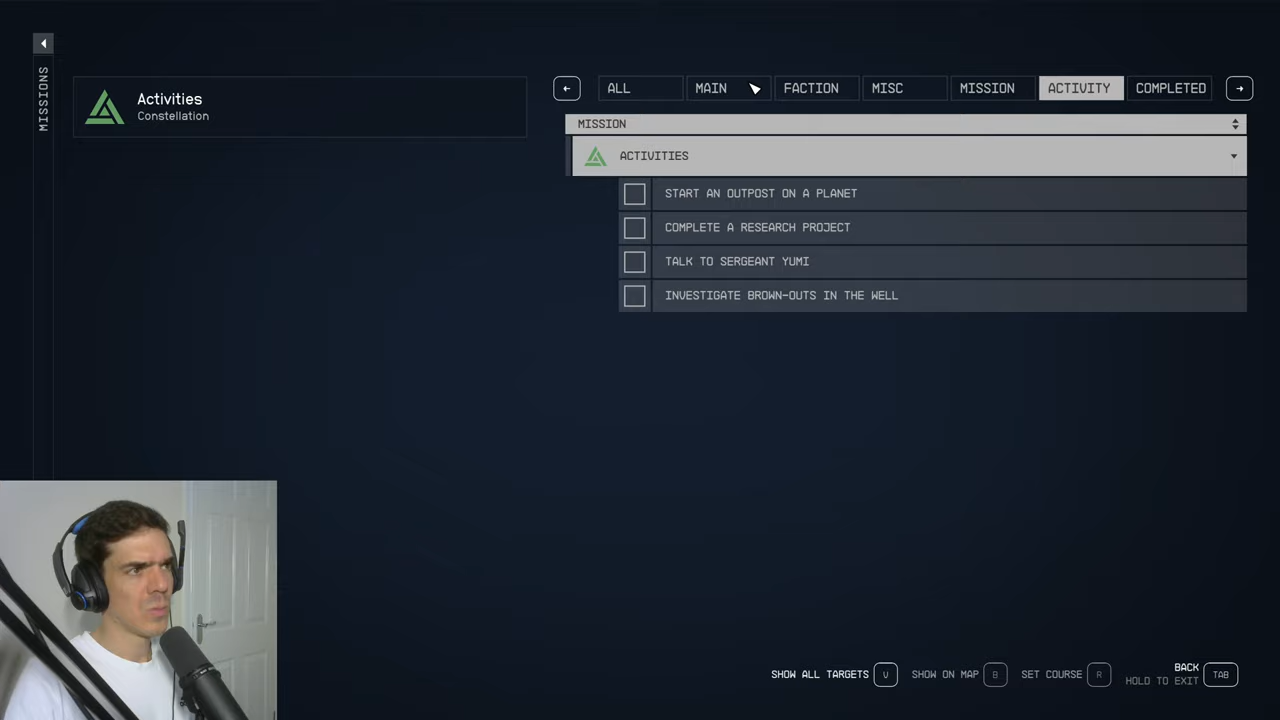 MISSIONS
Activities
Constellation
ALL
MAIN
FACTION
MISC
MISSION
ACTIVITY
COMPLETED
MISSION
ACTIVITIES
START AN OUTPOST ON A PLANET
COMPLETE A RESEARCH PROJECT
TALK TO SERGEANT YUMI
INVESTIGATE BROWN-OUTS IN THE WELL
SHOW ALL TARGETS V
SHOW ON MAP B
SET COURSE R
BACK
HOLD TO EXIT
TAB